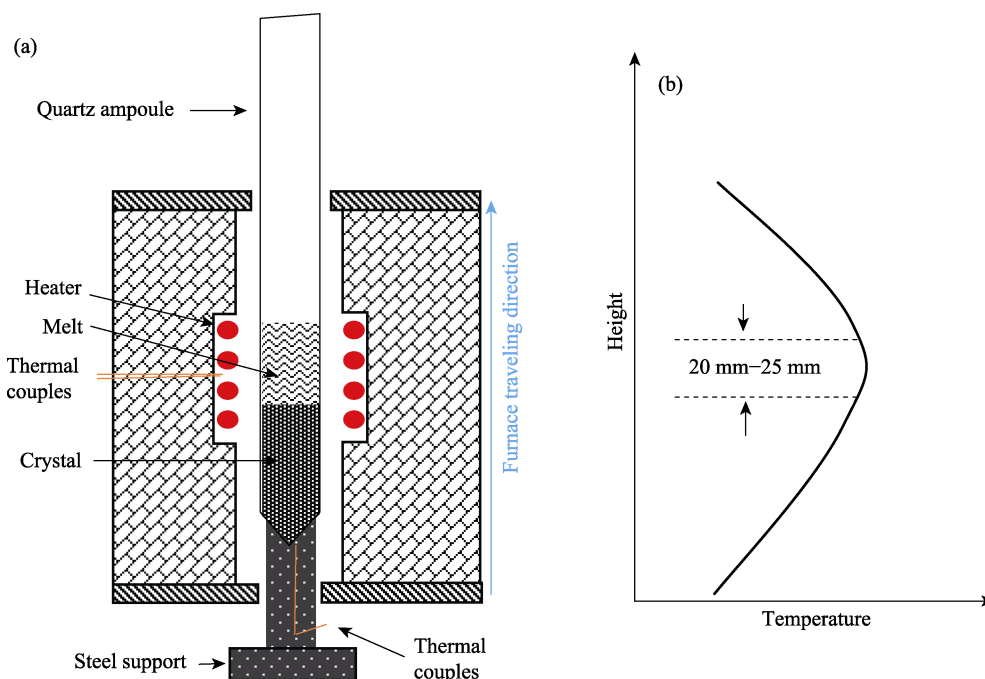 (a)
Quartz ampoule
Heater
Melt
Thermal
couples
Crystal
Steel support
Thermal
couples
Furnace traveling direction
(b)
Height
20 mm–25 mm
Temperature